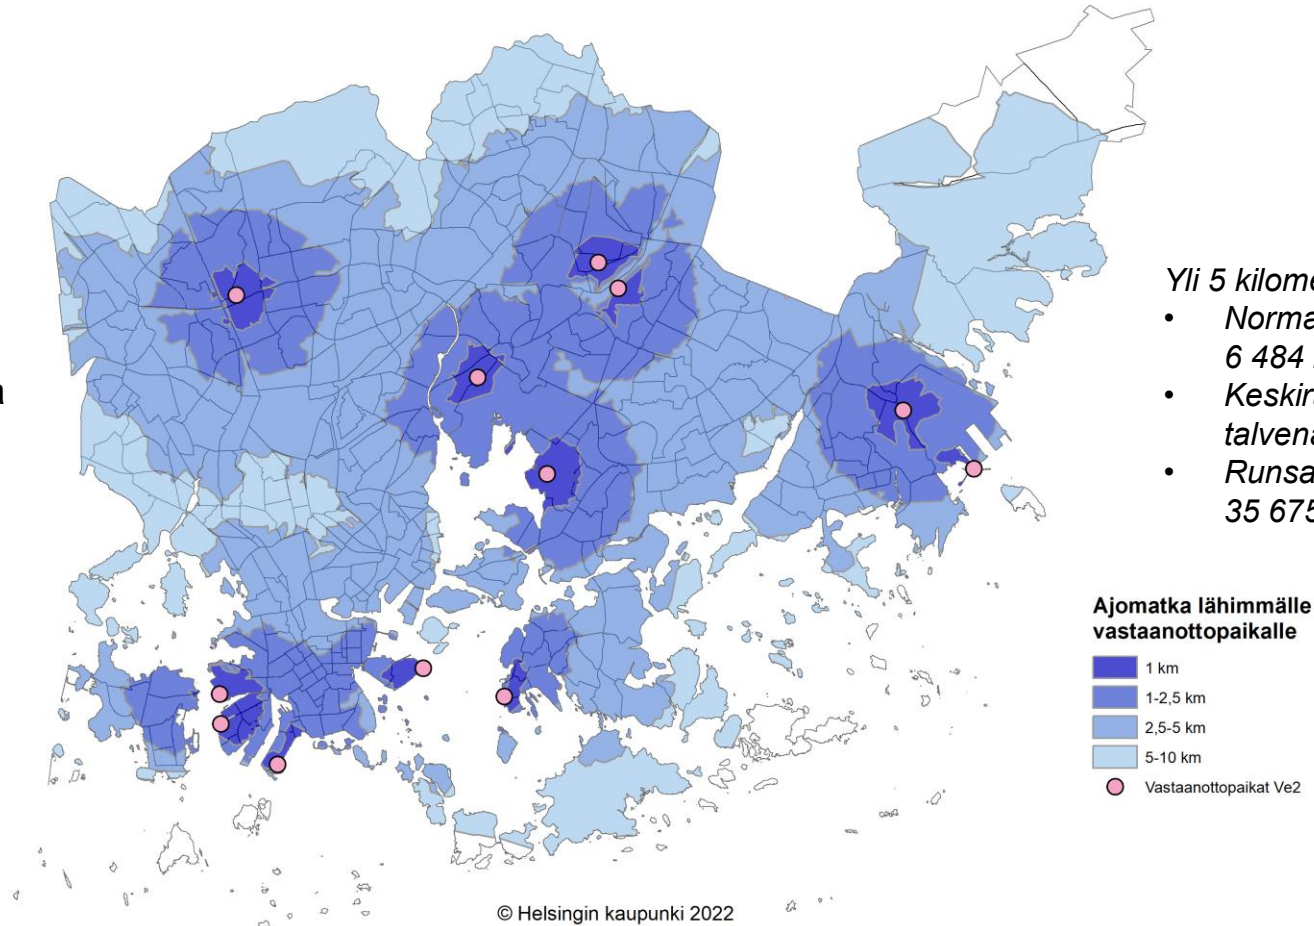 a
Yli 5 kilome
• Norma
6 484
• Keskira
talvena
• Runsa
35 675
Ajomatka lähimmälle
vastaanottopaikalle
1 km
1-2,5 km
2,5-5 km
5-10 km
Vastaanottopaikat Ve2
© Helsingin kaupunki 2022